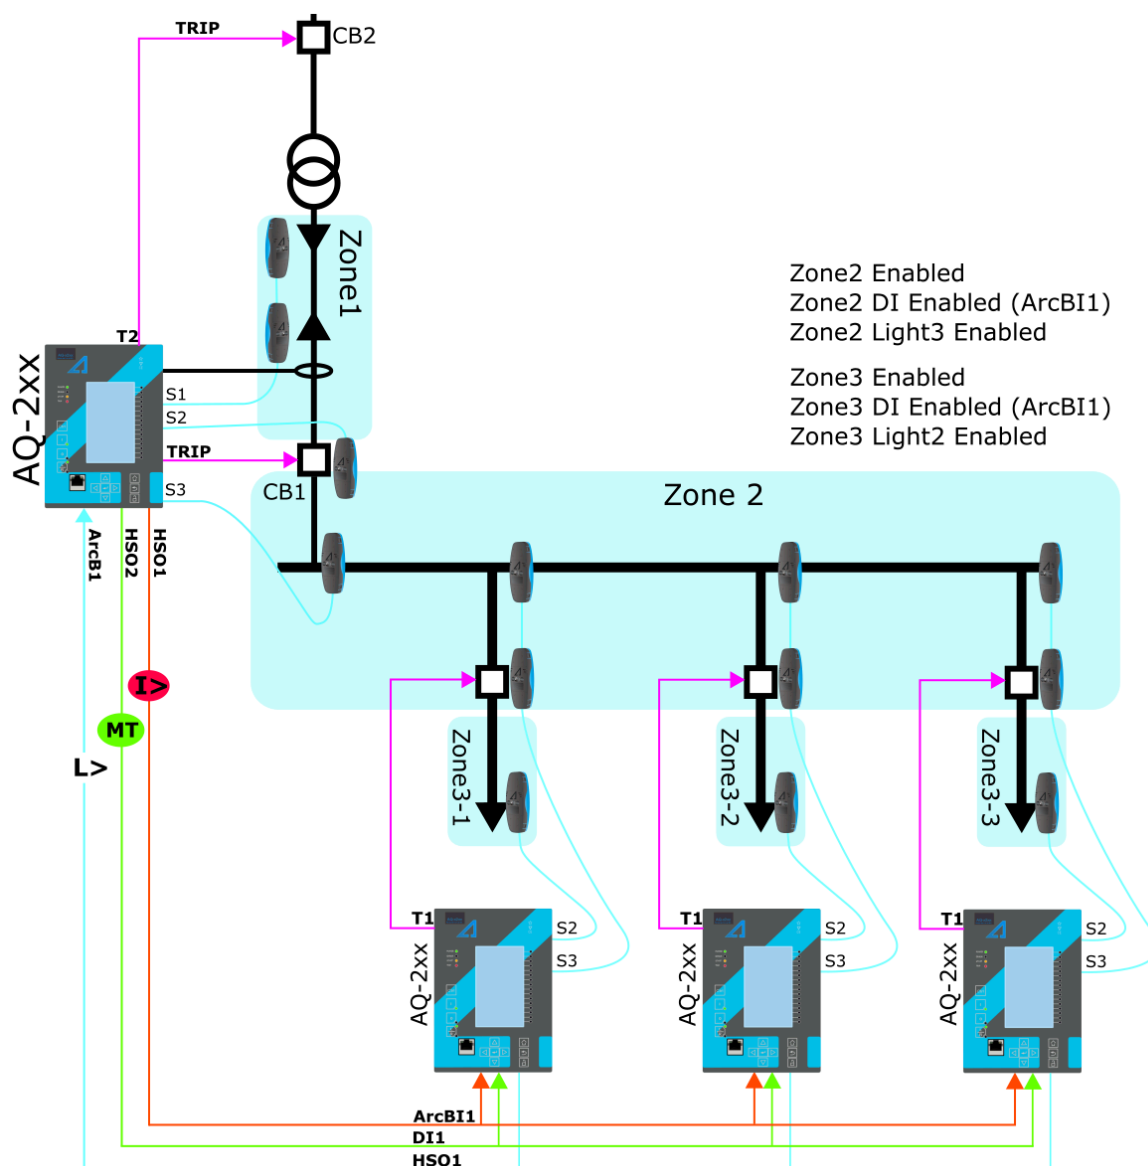 TRIP
CB2
Zone1
Zone2 Enabled
Zone2 DI Enabled (ArcBI1)
Zone2 Light3 Enabled
Zone3 Enabled
Zone3 DI Enabled (ArcBI1)
Zone3 Light2 Enabled
T2
AQ-2xx
S1
S2
TRIP
S3
CB1
Zone 2
ArcB1
HSO2
HSO1
I>
MT
L>
Zone3-1
Zone3-2
Zone3-3
T1
S2
S3
AQ-2xx
T1
S2
S3
AQ-2xx
T1
S2
S3
AQ-2xx
ArcBI1
DI1
HSO1